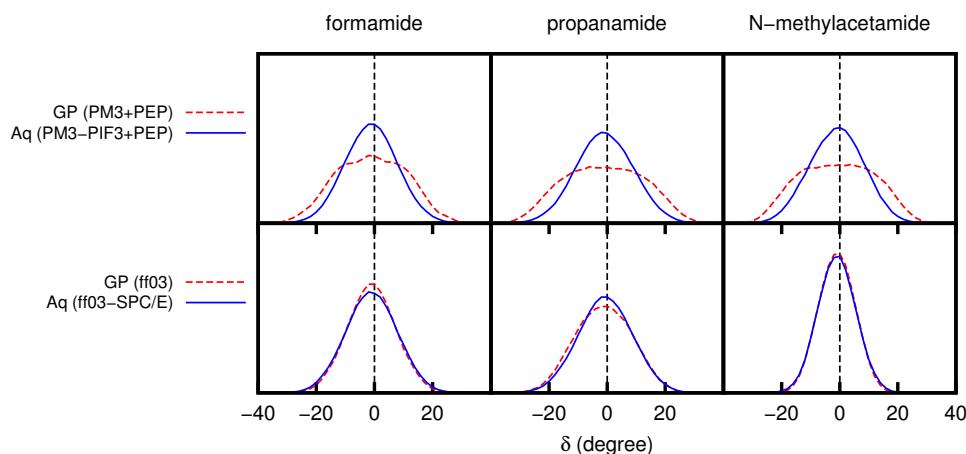 formamide propanamide N−methylacetamide
GP (PM3+PEP)
Aq (PM3−PIF3+PEP)
GP (ff03)
Aq (ff03−SPC/E)
−40 −20 0 20 −20 0 20 −20 0 20 40
δ (degree)